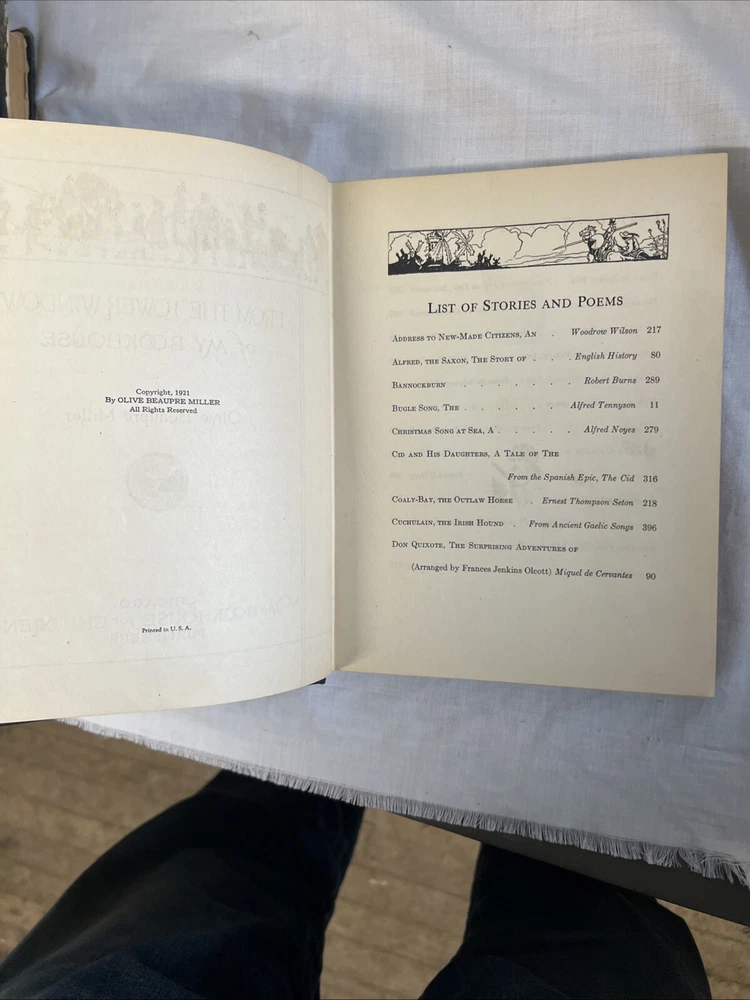 Copyright, 1921
By OLIVE BEAUPRE MILLER
All Rights Reserved
Printed in U. S. A.
LIST OF STORIES AND POEMS
ADDRESS TO NEW-MADE CITIZENS, AN . Woodrow Wilson 217
ALFRED, THE SAXON, THE STORY OF . . . English History 80
BANNOCKBURN . . . . . . . . Robert Burns 289
BUGLE SONG, THE . . . . . . Alfred Tennyson 11
CHRISTMAS SONG AT SEA, A . . . . . Alfred Noyes 279
CID AND HIS DAUGHTERS, A TALE OF THE
From the Spanish Epic, The Cid 316
COALY-BAY, THE OUTLAW HORSE . Ernest Thompson Seton 218
CUCHULAIN, THE IRISH HOUND . From Ancient Gaelic Songs 396
DON QUIXOTE, THE SURPRISING ADVENTURES OF
(Arranged by Frances Jenkins Olcott) Miguel de Cervantes 90